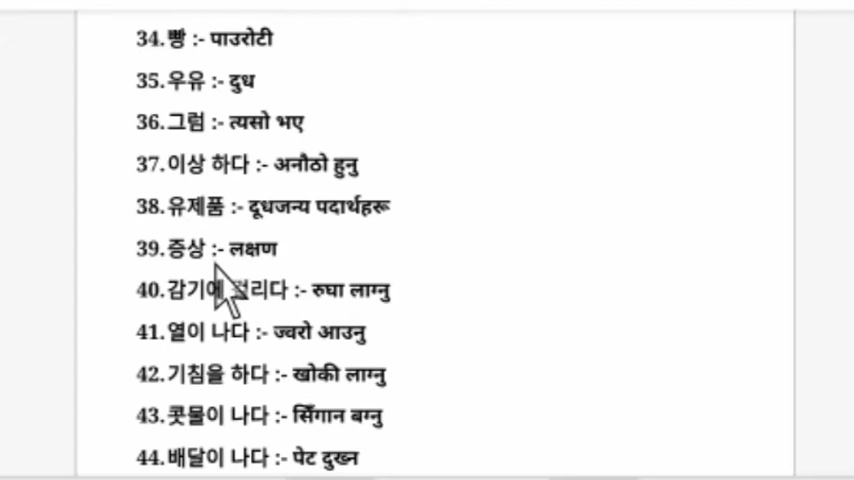 34.빵 :- पाउरोटी
35.우유 :- दुध
36.그럼 :- त्यसो भए
37.이상 하다 :- अनौठो हुनु
38.유제품 :- दूधजन्य पदार्थहरू
39.증상 :- लक्षण
40.감기에 걸리다 :- रुघा लाग्नु
41.열이 나다 :- ज्वरो आउनु
42.기침을 하다 :- खोकी लाग्नु
43.콧물이 나다 :- सिँगान बग्नु
44.배달이 나다 :- पेट दुख्न